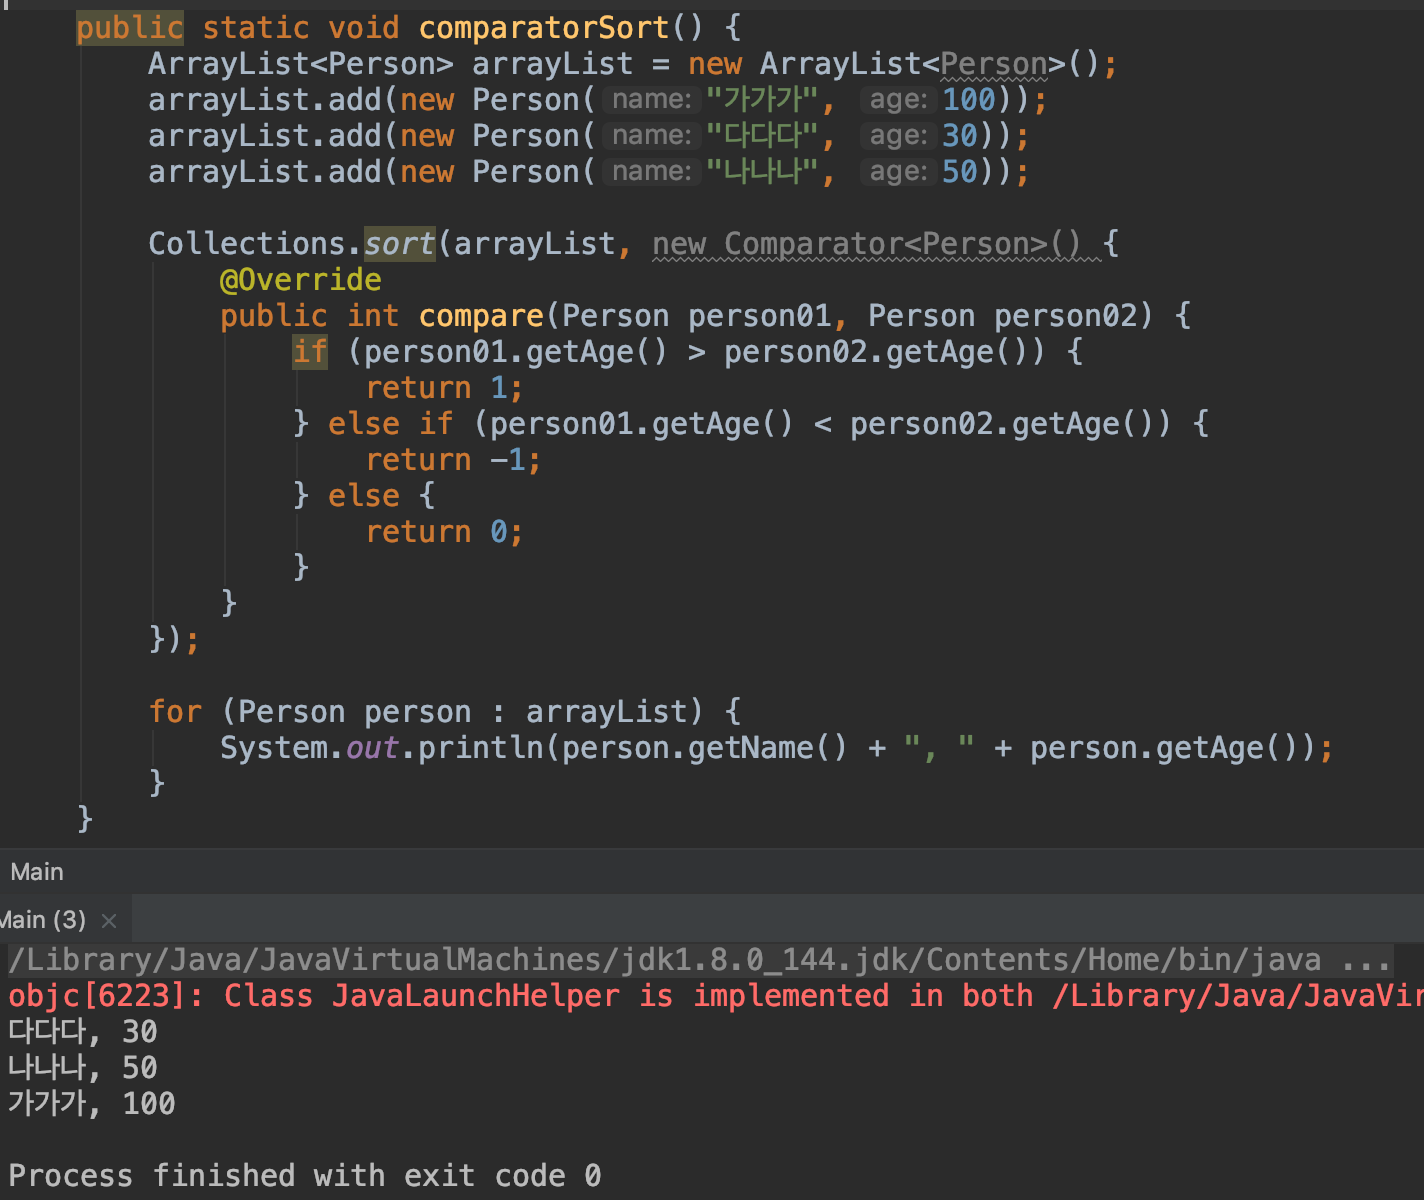 public static void comparatorSort() {
ArrayList<Person> arrayList = new ArrayList<Person>();
arrayList.add(new Person( name: "가가가", age: 100));
arrayList.add(new Person( name: "다다다", age: 30));
arrayList.add(new Person( name: "나나나", age: 50));
Collections.sort(arrayList, new Comparator<Person>() {
@Override
public int compare(Person person01, Person person02) {
if (person01.getAge() > person02.getAge()) {
return 1;
} else if (person01.getAge() < person02.getAge()) {
return -1;
} else {
return 0;
}
}
});
for (Person person : arrayList) {
System.out.println(person.getName() + ", " + person.getAge());
}
}
Main
Main (3) ×
/Library/Java/JavaVirtualMachines/jdk1.8.0_144.jdk/Contents/Home/bin/java ...
objc[6223]: Class JavaLaunchHelper is implemented in both /Library/Java/JavaVir
다다다, 30
나나나, 50
가가가, 100
Process finished with exit code 0